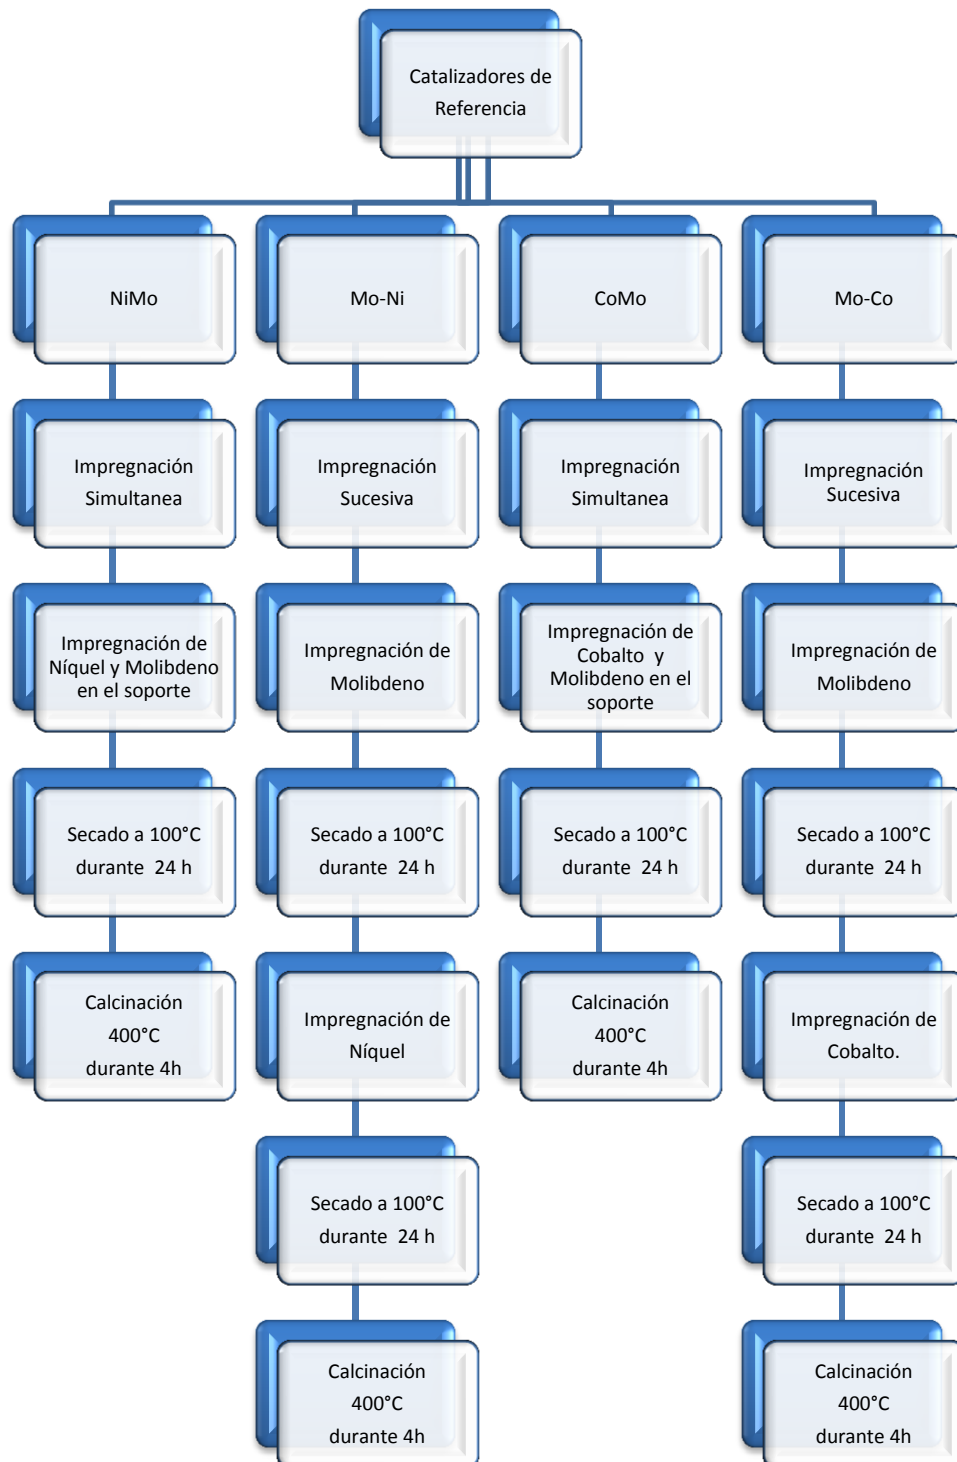 Catalizadores de
Referencia
NiMo
Mo-Ni
CoMo
Mo-Co
Impregnación
Simultanea
Impregnación
Sucesiva
Impregnación
Simultanea
Impregnación
Sucesiva
Impregnación de
Níquel y Molibdeno
en el soporte
Impregnación de
Molibdeno
Impregnación de
Cobalto y
Molibdeno en el
soporte
Impregnación de
Molibdeno
Secado a 100°C
durante 24 h
Secado a 100°C
durante 24 h
Secado a 100°C
durante 24 h
Secado a 100°C
durante 24 h
Calcinación
400°C
durante 4h
Impregnación de
Níquel
Calcinación
400°C
durante 4h
Impregnación de
Cobalto.
Secado a 100°C
durante 24 h
Secado a 100°C
durante 24 h
Calcinación
400°C
durante 4h
Calcinación
400°C
durante 4h